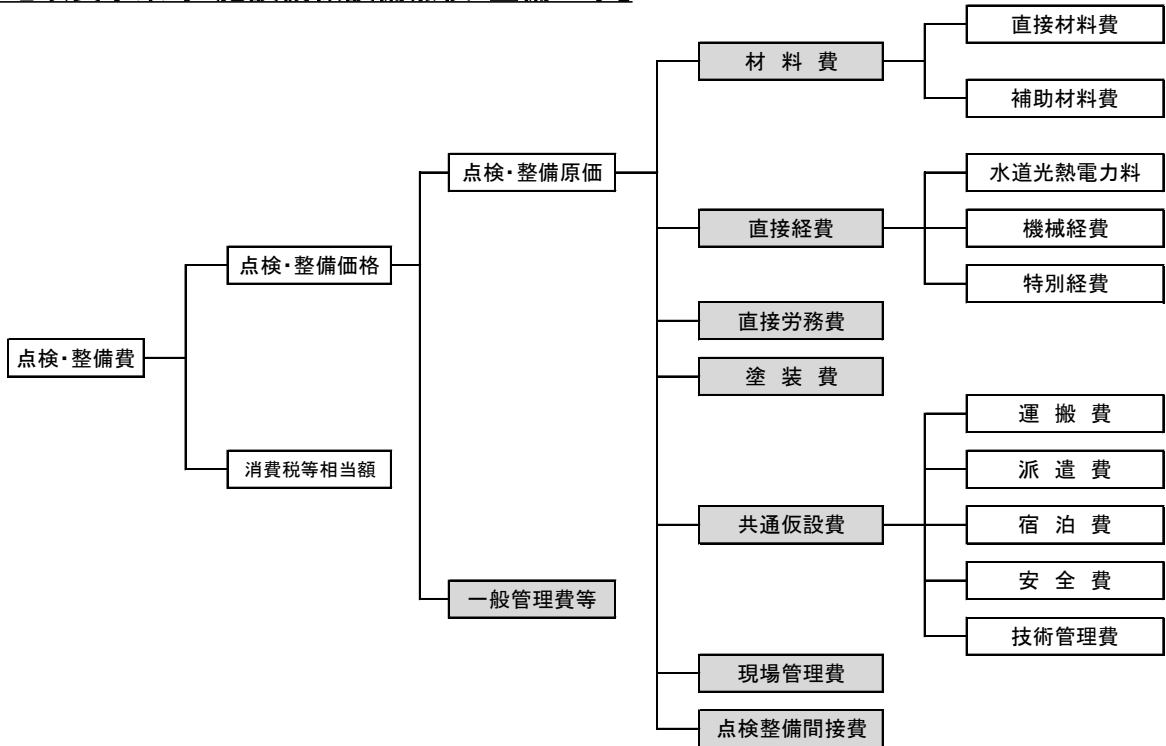 直接材料費
材 料 費
補助材料費
点検・整備原価
水道光熱電力料
直接経費
機械経費
点検・整備価格
特別経費
直接労務費
点検・整備費
塗 装 費
運 搬 費
消費税等相当額
派 遣 費
共通仮設費
宿 泊 費
安 全 費
一般管理費等
技術管理費
現場管理費
点検整備間接費